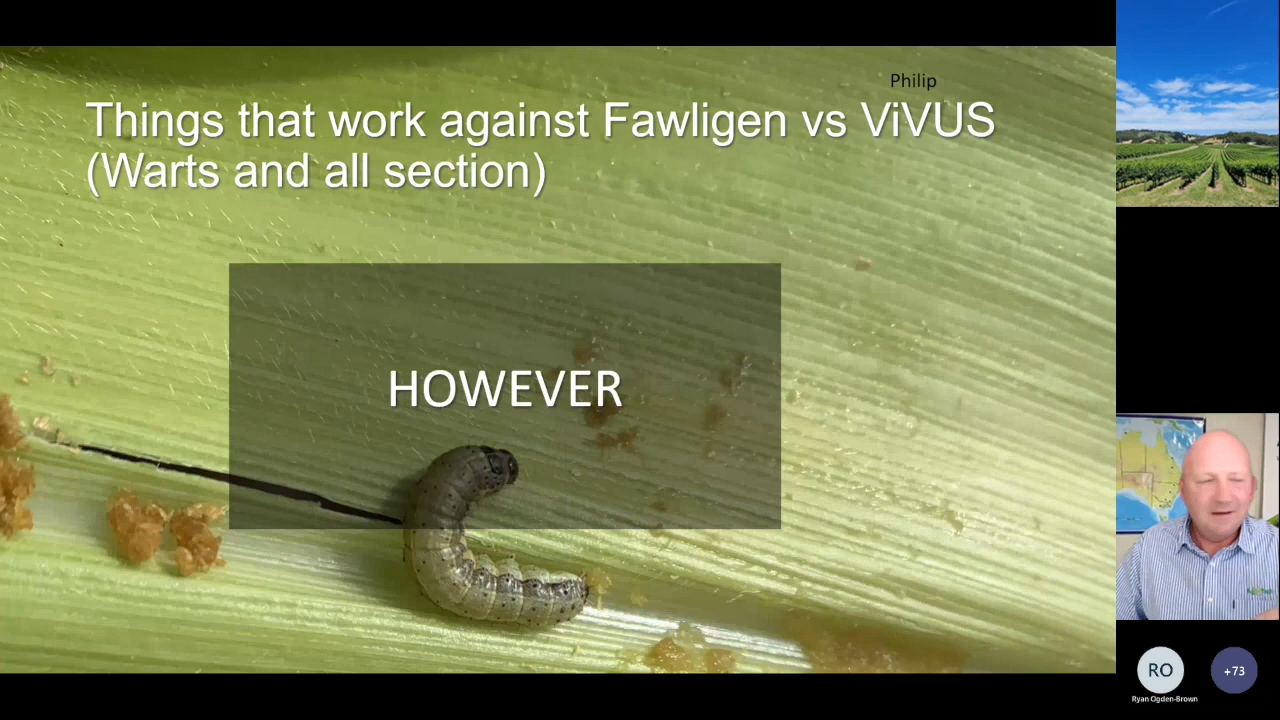 Philip
Things that work against Fawligen vs ViVUS
(Warts and all section)
HOWEVER
RO
+73
Ryan Ogden-Brown